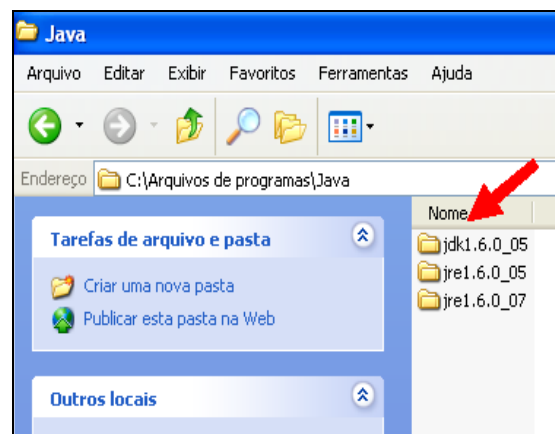 Java
Arquivo Editar Exibir Favoritos Ferramentas Ajuda
Endereço C:\Arquivos de programas\Java
Nome
Tarefas de arquivo e pasta
Criar uma nova pasta
Publicar esta pasta na Web
Outros locais
jdk1.6.0_05
jre1.6.0_05
jre1.6.0_07